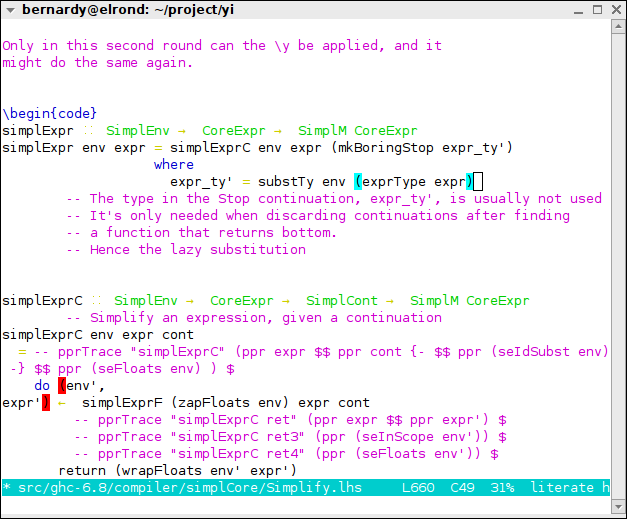 bernardy@elrond: ~/project/yi
Only in this second round can the \y be applied, and it
might do the same again.
\begin{code}
simplExpr ∷ SimplEnv → CoreExpr → SimplM CoreExpr
simplExpr env expr = simplExprC env expr (mkBoringStop expr_ty')
where
expr_ty' = substTy env (exprType expr)
-- The type in the Stop continuation, expr_ty', is usually not used
-- It's only needed when discarding continuations after finding
-- a function that returns bottom.
-- Hence the lazy substitution
simplExprC ∷ SimplEnv → CoreExpr → SimplCont → SimplM CoreExpr
-- Simplify an expression, given a continuation
simplExprC env expr cont
= -- pprTrace "simplExprC" (ppr expr $$ ppr cont {- $$ ppr (seIdSubst env)
-} $$ ppr (seFloats env) ) $
do (env',
expr') ← simplExprF (zapFloats env) expr cont
-- pprTrace "simplExprC ret" (ppr expr $$ ppr expr') $
-- pprTrace "simplExprC ret3" (ppr (seInScope env')) $
-- pprTrace "simplExprC ret4" (ppr (seFloats env')) $
return (wrapFloats env' expr')
* src/ghc-6.8/compiler/simplCore/Simplify.lhs L660 C49 31% literate h